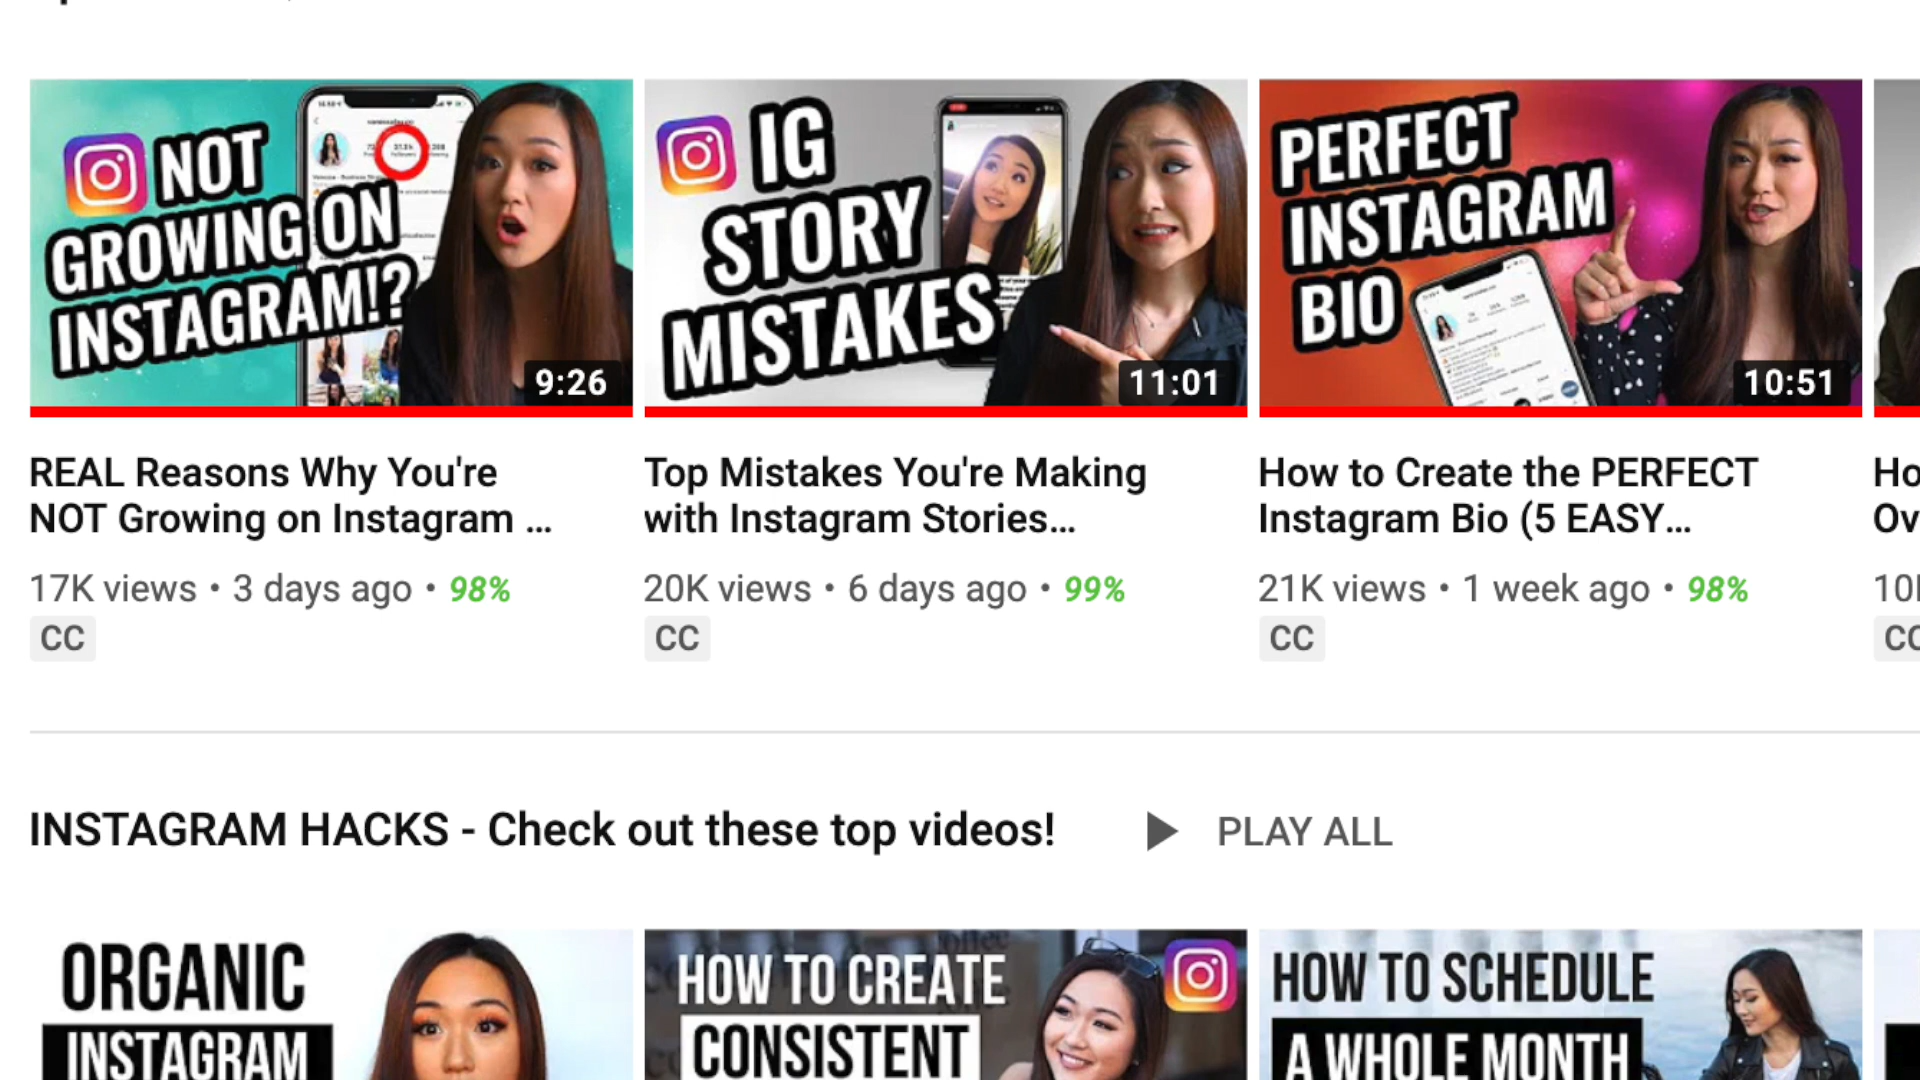 NOT
GROWING ON
INSTAGRAM!?
9:26
IG
STORY
MISTAKES
11:01
PERFECT
INSTAGRAM
BIO
10:51
REAL Reasons Why You're
NOT Growing on Instagram ...
17K views • 3 days ago • 98%
CC
Top Mistakes You're Making
with Instagram Stories...
20K views • 6 days ago • 99%
CC
How to Create the PERFECT
Instagram Bio (5 EASY...
21K views • 1 week ago • 98%
CC
Ho
Ov
INSTAGRAM HACKS - Check out these top videos!
PLAY ALL
ORGANIC
INSTAGRAM
HOW TO CREATE
CONSISTENT
HOW TO SCHEDULE
A WHOLE MONTH